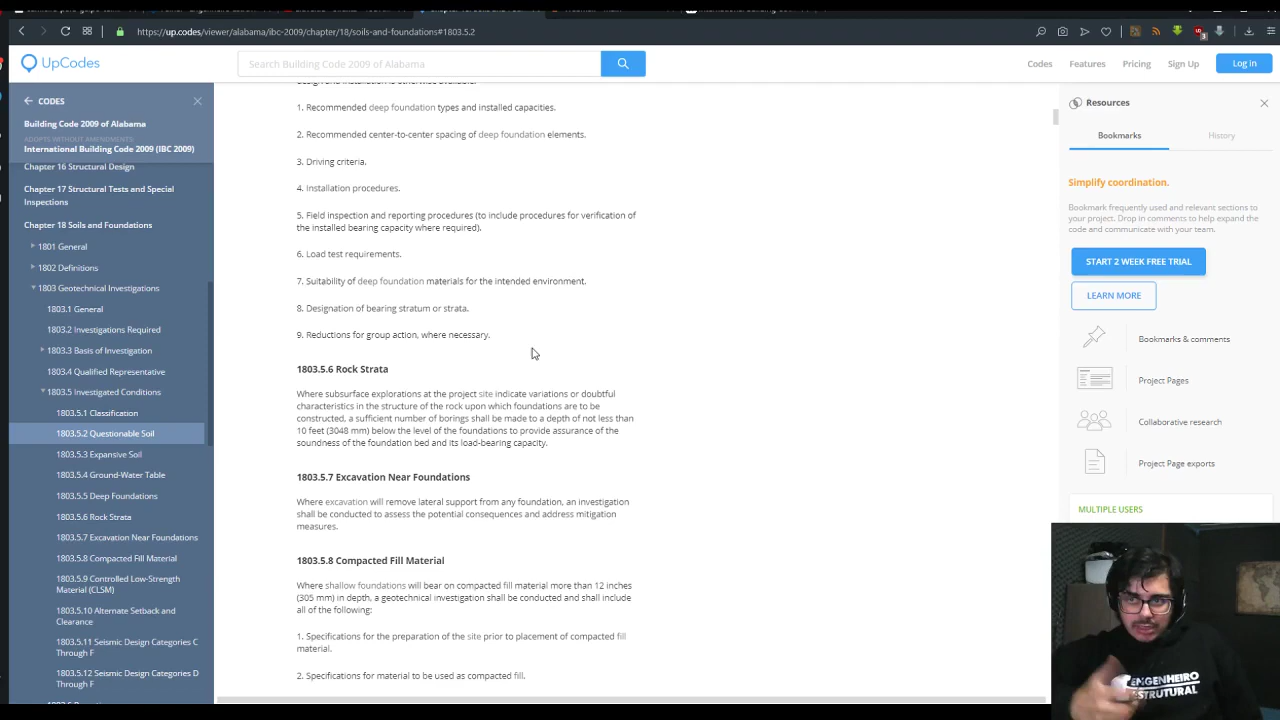 https://up.codes/viewer/alabama/ibc-2009/chapter/18/soils-and-foundations#1803.5.2
UpCodes
Search Building Code 2009 of Alabama
Codes
Features
Pricing
Sign Up
Log In
CODES
Building Code 2009 of Alabama
ADOPTS WITHOUT AMENDMENTS:
International Building Code 2009 (IBC 2009)
Chapter 16 Structural Design
Chapter 17 Structural Tests and Special
Inspections
Chapter 18 Soils and Foundations
1801 General
1802 Definitions
1803 Geotechnical Investigations
1803.1 General
1803.2 Investigations Required
1803.3 Basis of Investigation
1803.4 Qualified Representative
1803.5 Investigated Conditions
1803.5.1 Classification
1803.5.2 Questionable Soil
1803.5.3 Expansive Soil
1803.5.4 Ground-Water Table
1803.5.5 Deep Foundations
1803.5.6 Rock Strata
1803.5.7 Excavation Near Foundations
1803.5.8 Compacted Fill Material
1803.5.9 Controlled Low-Strength
Material (CLSM)
1803.5.10 Alternate Setback and
Clearance
1803.5.11 Seismic Design Categories C
Through F
1803.5.12 Seismic Design Categories D
Through F
1. Recommended deep foundation types and installed capacities.
2. Recommended center-to-center spacing of deep foundation elements.
3. Driving criteria.
4. Installation procedures.
5. Field inspection and reporting procedures (to include procedures for verification of
the installed bearing capacity where required).
6. Load test requirements.
7. Suitability of deep foundation materials for the intended environment.
8. Designation of bearing stratum or strata.
9. Reductions for group action, where necessary.
1803.5.6 Rock Strata
Where subsurface explorations at the project site indicate variations or doubtful
characteristics in the structure of the rock upon which foundations are to be
constructed, a sufficient number of borings shall be made to a depth of not less than
10 feet (3048 mm) below the level of the foundations to provide assurance of the
soundness of the foundation bed and its load-bearing capacity.
1803.5.7 Excavation Near Foundations
Where excavation will remove lateral support from any foundation, an investigation
shall be conducted to assess the potential consequences and address mitigation
measures.
1803.5.8 Compacted Fill Material
Where shallow foundations will bear on compacted fill material more than 12 inches
(305 mm) in depth, a geotechnical investigation shall be conducted and shall include
all of the following:
1. Specifications for the preparation of the site prior to placement of compacted fill
material.
2. Specifications for material to be used as compacted fill.
Resources
Bookmarks
History
Simplify coordination.
Bookmark frequently used and relevant sections to
your project. Drop in comments to help expand the
code and communicate with your team.
START 2 WEEK FREE TRIAL
LEARN MORE
Bookmarks & comments
Project Pages
Collaborative research
Project Page exports
MULTIPLE USERS
ENGENHEIRO
ESTRUTURAL